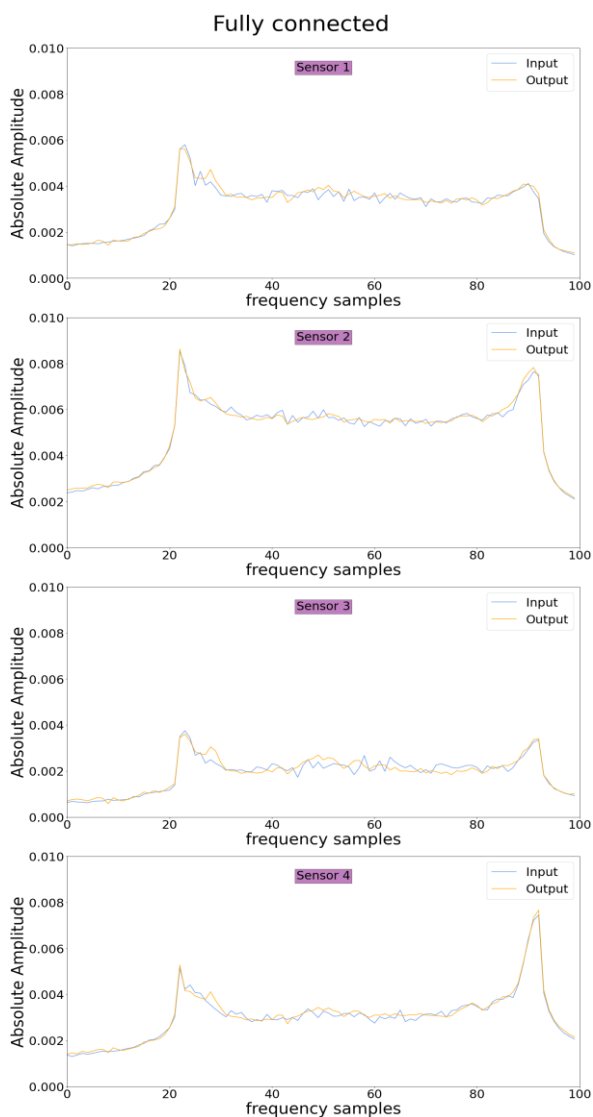 Fully connected
0.010
Sensor 1
Input
Output
0.008
0.006
0.004
0.002
0.000
Absolute Amplitude
0 20 40 60 80 100
frequency samples
0.010
Sensor 2
Input
Output
0.008
0.006
0.004
0.002
0.000
Absolute Amplitude
0 20 40 60 80 100
frequency samples
0.010
Sensor 3
Input
Output
0.008
0.006
0.004
0.002
0.000
Absolute Amplitude
0 20 40 60 80 100
frequency samples
0.010
Sensor 4
Input
Output
0.008
0.006
0.004
0.002
0.000
Absolute Amplitude
0 20 40 60 80 100
frequency samples